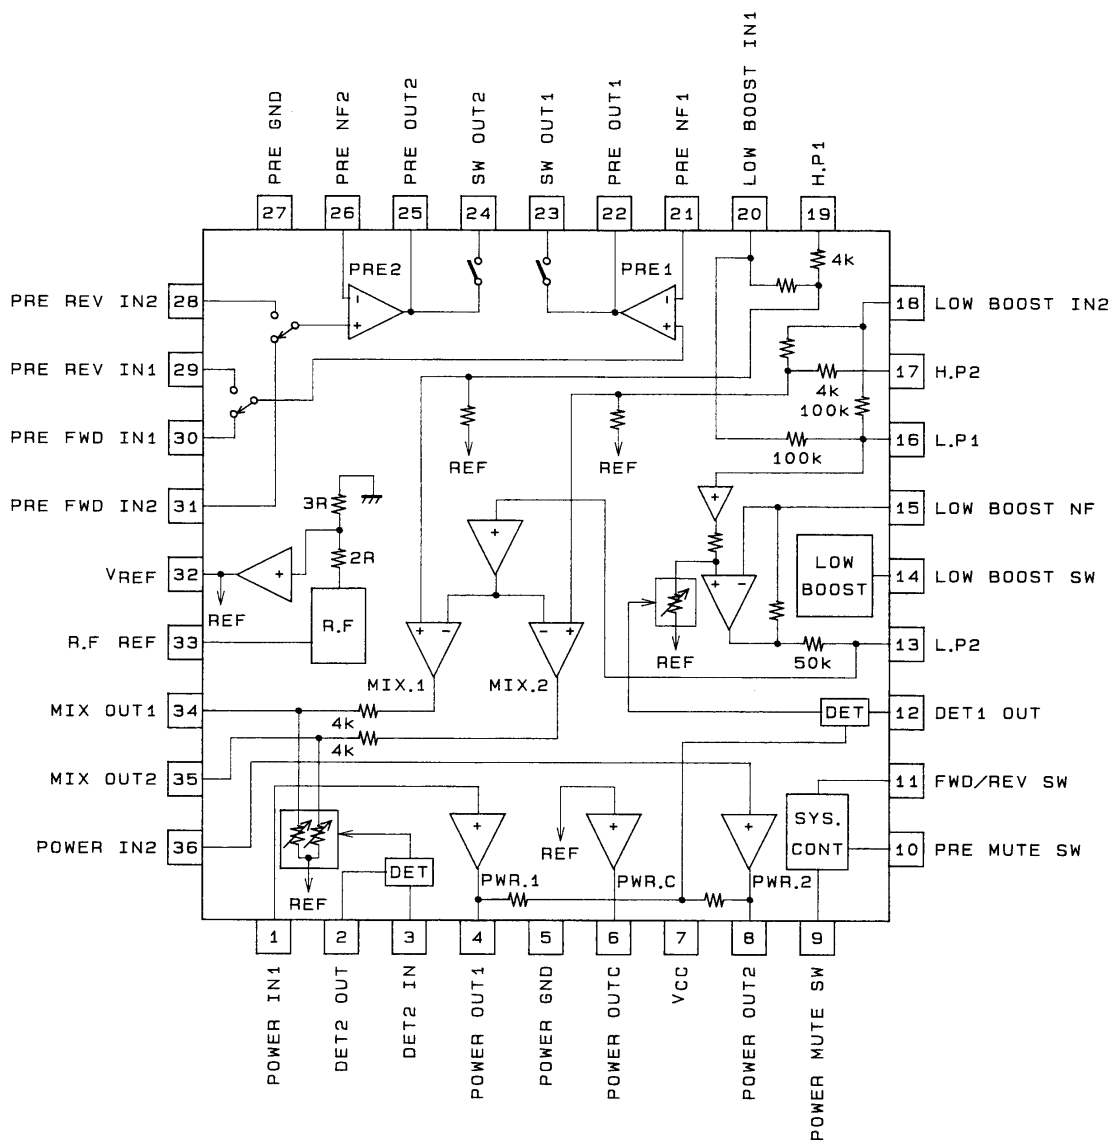 PRE GND
PRE NF2
PRE OUT2
SW OUT2
SW OUT1
PRE OUT1
PRE NF1
LOW BOOST IN1
H.P1
27
26
25
24
23
22
21
20
19
PRE2
PRE1
4k
PRE REV IN2
28
18
LOW BOOST IN2
PRE REV IN1
29
17
H.P2
4k
100k
PRE FWD IN1
30
16
L.P1
100k
REF
REF
PRE FWD IN2
31
3R
15
LOW BOOST NF
2R
VREF
32
REF
LOW
BOOST
14
LOW BOOST SW
R.F REF
33
R.F
REF
13
L.P2
50k
MIX.1
MIX.2
MIX OUT1
34
4k
DET
12
DET1 OUT
4k
MIX OUT2
35
11
FWD/REV SW
SYS.
CONT
POWER IN2
36
REF
10
PRE MUTE SW
DET
REF
PWR.1
PWR.C
PWR.2
1
2
3
4
5
6
7
8
9
POWER IN1
DET2 OUT
DET2 IN
POWER OUT1
POWER GND
POWER OUTC
VCC
POWER OUT2
POWER MUTE SW
+
-
+
-
+
+
+
-
+
-
-
+
+
+
+
+